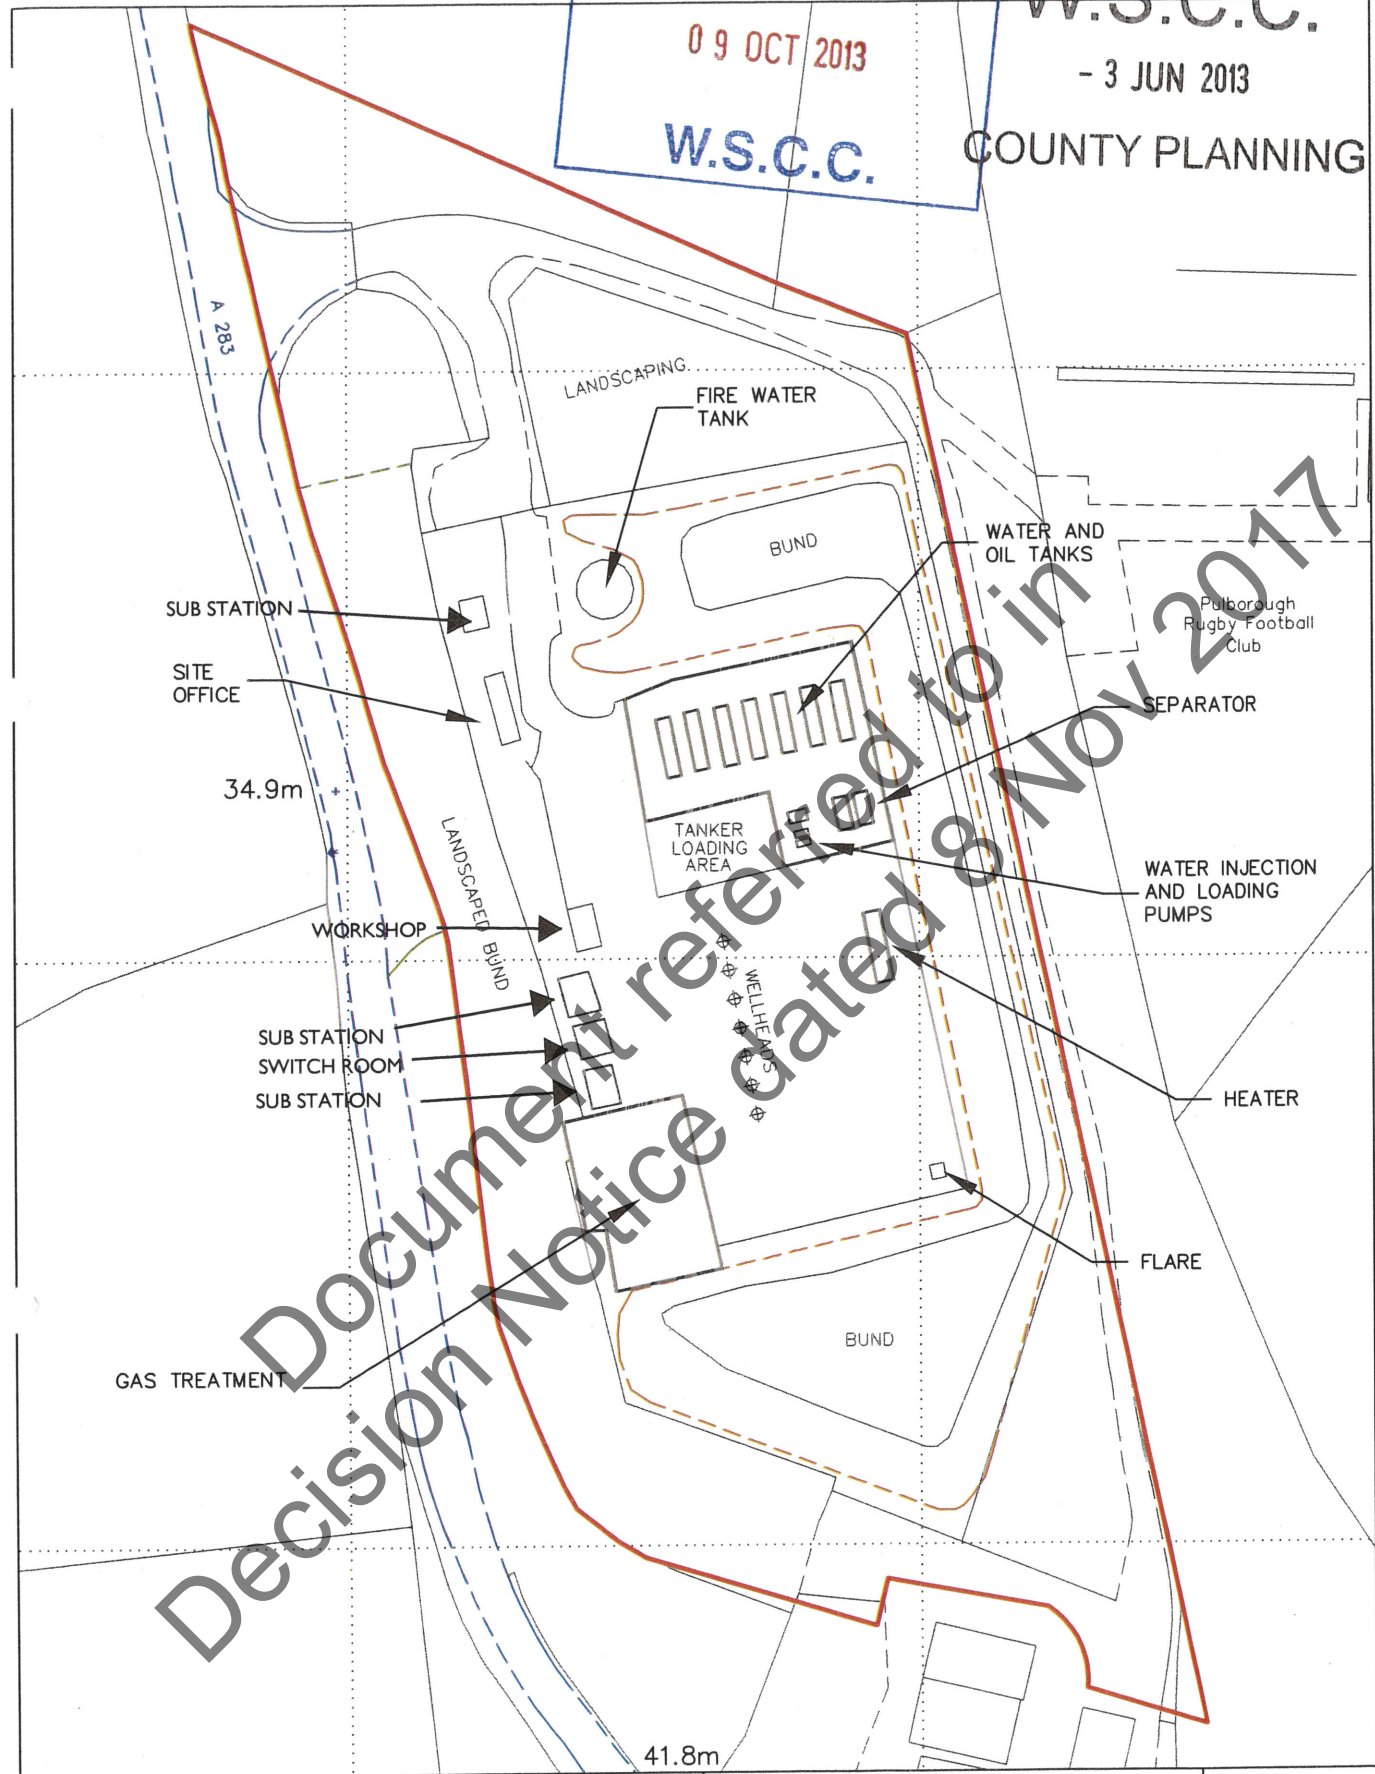 W.S.C.C.
09 OCT 2013
- 3 JUN 2013
W.S.C.C.
COUNTY PLANNING
A 283
LANDSCAPING
FIRE WATER
TANK
BUND
WATER AND
OIL TANKS
SUB STATION
Pulborough
Rugby Football
Club
SITE
OFFICE
SEPARATOR
34.9m
TANKER
LOADING
AREA
LANDSCAPED BUND
WATER INJECTION
AND LOADING
PUMPS
WORKSHOP
WELLHEADS
SUB STATION
SWITCH ROOM
SUB STATION
HEATER
FLARE
BUND
GAS TREATMENT
41.8m
Document referred to in
Decision Notice dated 8 Nov 2017